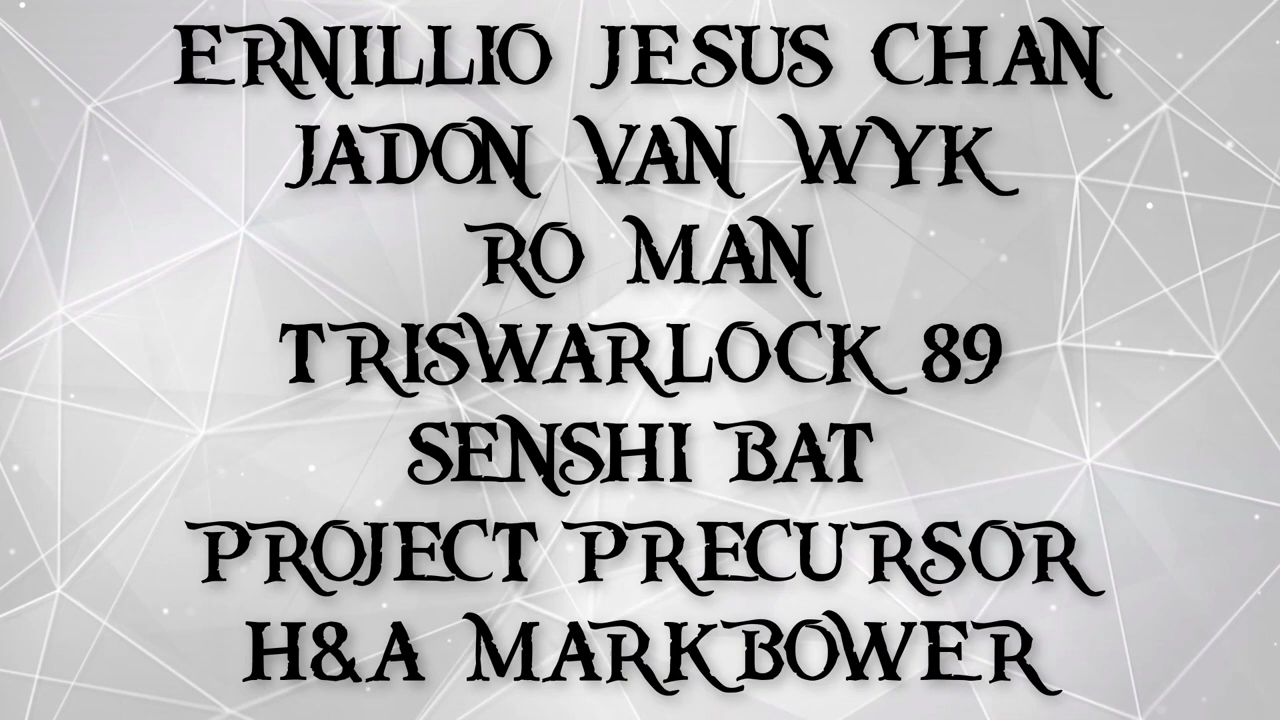 ERNILLIO JESUS CHAN
JADON VAN WYK
RO MAN
TRISWARLOCK 89
SENSHI BAT
PROJECT PRECURSOR
H&A MARKBOWER